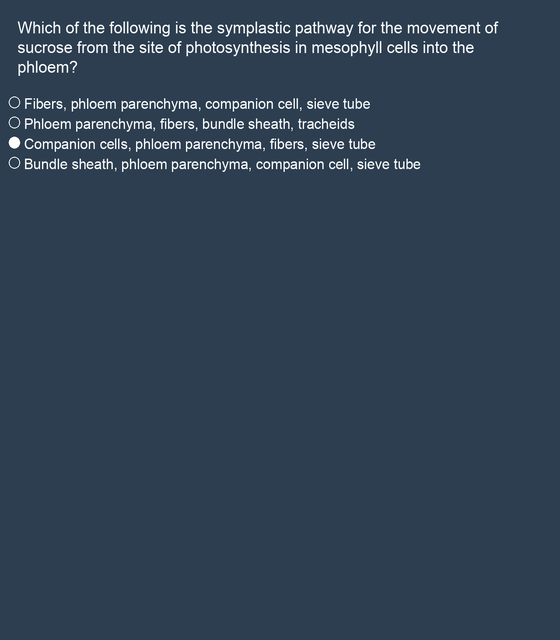 Which of the following is the symplastic pathway for the movement of
sucrose from the site of photosynthesis in mesophyll cells into the
phloem?
Fibers, phloem parenchyma, companion cell, sieve tube
Phloem parenchyma, fibers, bundle sheath, tracheids
Companion cells, phloem parenchyma, fibers, sieve tube
Bundle sheath, phloem parenchyma, companion cell, sieve tube